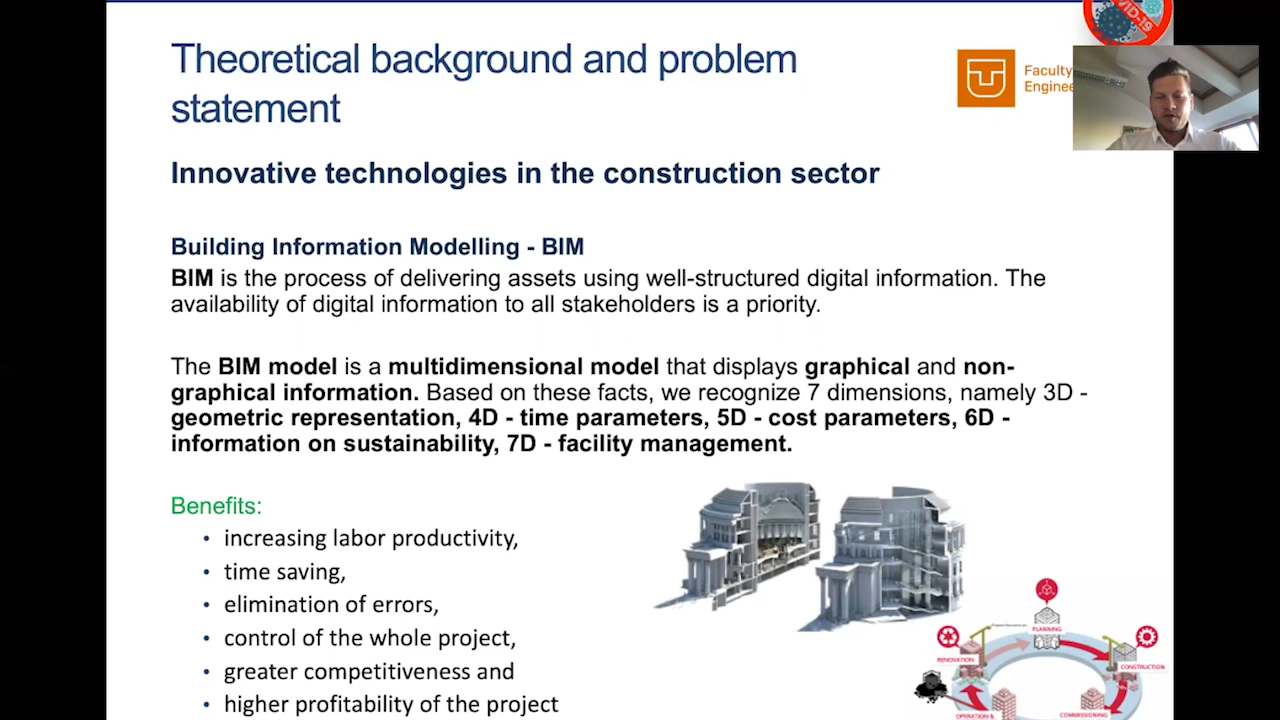 Theoretical background and problem
statement
VID-19
Faculty
Enginee
Innovative technologies in the construction sector
Building Information Modelling - BIM
BIM is the process of delivering assets using well-structured digital information. The
availability of digital information to all stakeholders is a priority.
The BIM model is a multidimensional model that displays graphical and non-
graphical information. Based on these facts, we recognize 7 dimensions, namely 3D -
geometric representation, 4D - time parameters, 5D - cost parameters, 6D -
information on sustainability, 7D - facility management.
Benefits:
• increasing labor productivity,
• time saving,
• elimination of errors,
• control of the whole project,
• greater competitiveness and
• higher profitability of the project
PLANNING
RENOVATION
CONSTRUCTION
OPERATION &
COMMISSIONING